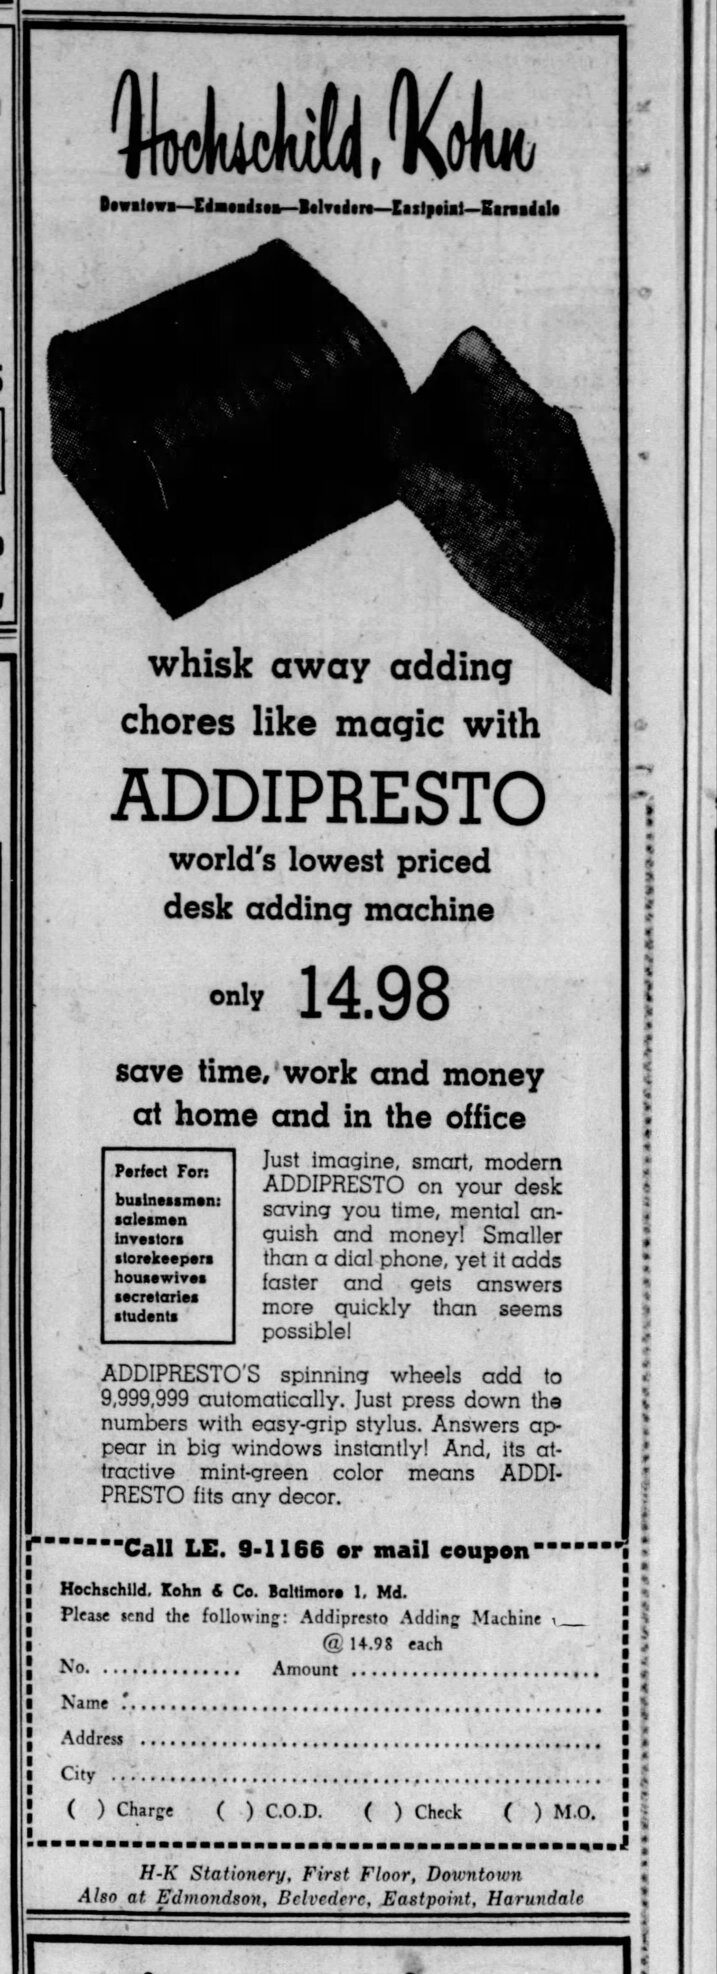 Hochschild, Kohn
Downtown—Edmondson—Belvedere—Eastpoint—Harundale
whisk away adding
chores like magic with
ADDIPRESTO
world's lowest priced
desk adding machine
only 14.98
save time, work and money
at home and in the office
Perfect For:
businessmen:
salesmen
investors
storekeepers
housewives
secretaries
students
Just imagine, smart, modern
ADDIPRESTO on your desk
saving you time, mental an-
guish and money! Smaller
than a dial phone, yet it adds
faster and gets answers
more quickly than seems
possible!
ADDIPRESTO'S spinning wheels add to
9,999,999 automatically. Just press down the
numbers with easy-grip stylus. Answers ap-
pear in big windows instantly! And, its at-
tractive mint-green color means ADDI-
PRESTO fits any decor.
Call LE. 9-1166 or mail coupon
Hochschild, Kohn & Co. Baltimore 1, Md.
Please send the following: Addipresto Adding Machine
@ 14.98 each
No. .............. Amount .........................
Name ................................................
Address ...............................................
City ..................................................
( ) Charge ( ) C.O.D. ( ) Check ( ) M.O.
H-K Stationery, First Floor, Downtown
Also at Edmondson, Belvedere, Eastpoint, Harundale